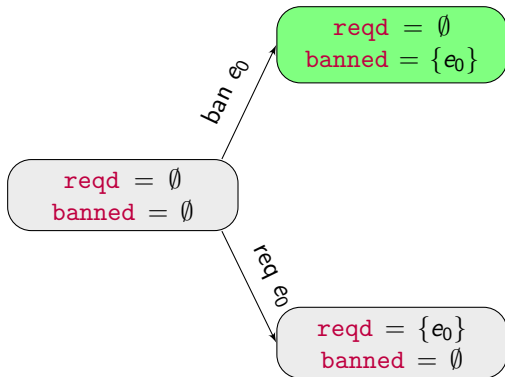 reqd = ∅
banned = {e₀}
ban e₀
reqd = ∅
banned = ∅
req e₀
reqd = {e₀}
banned = ∅